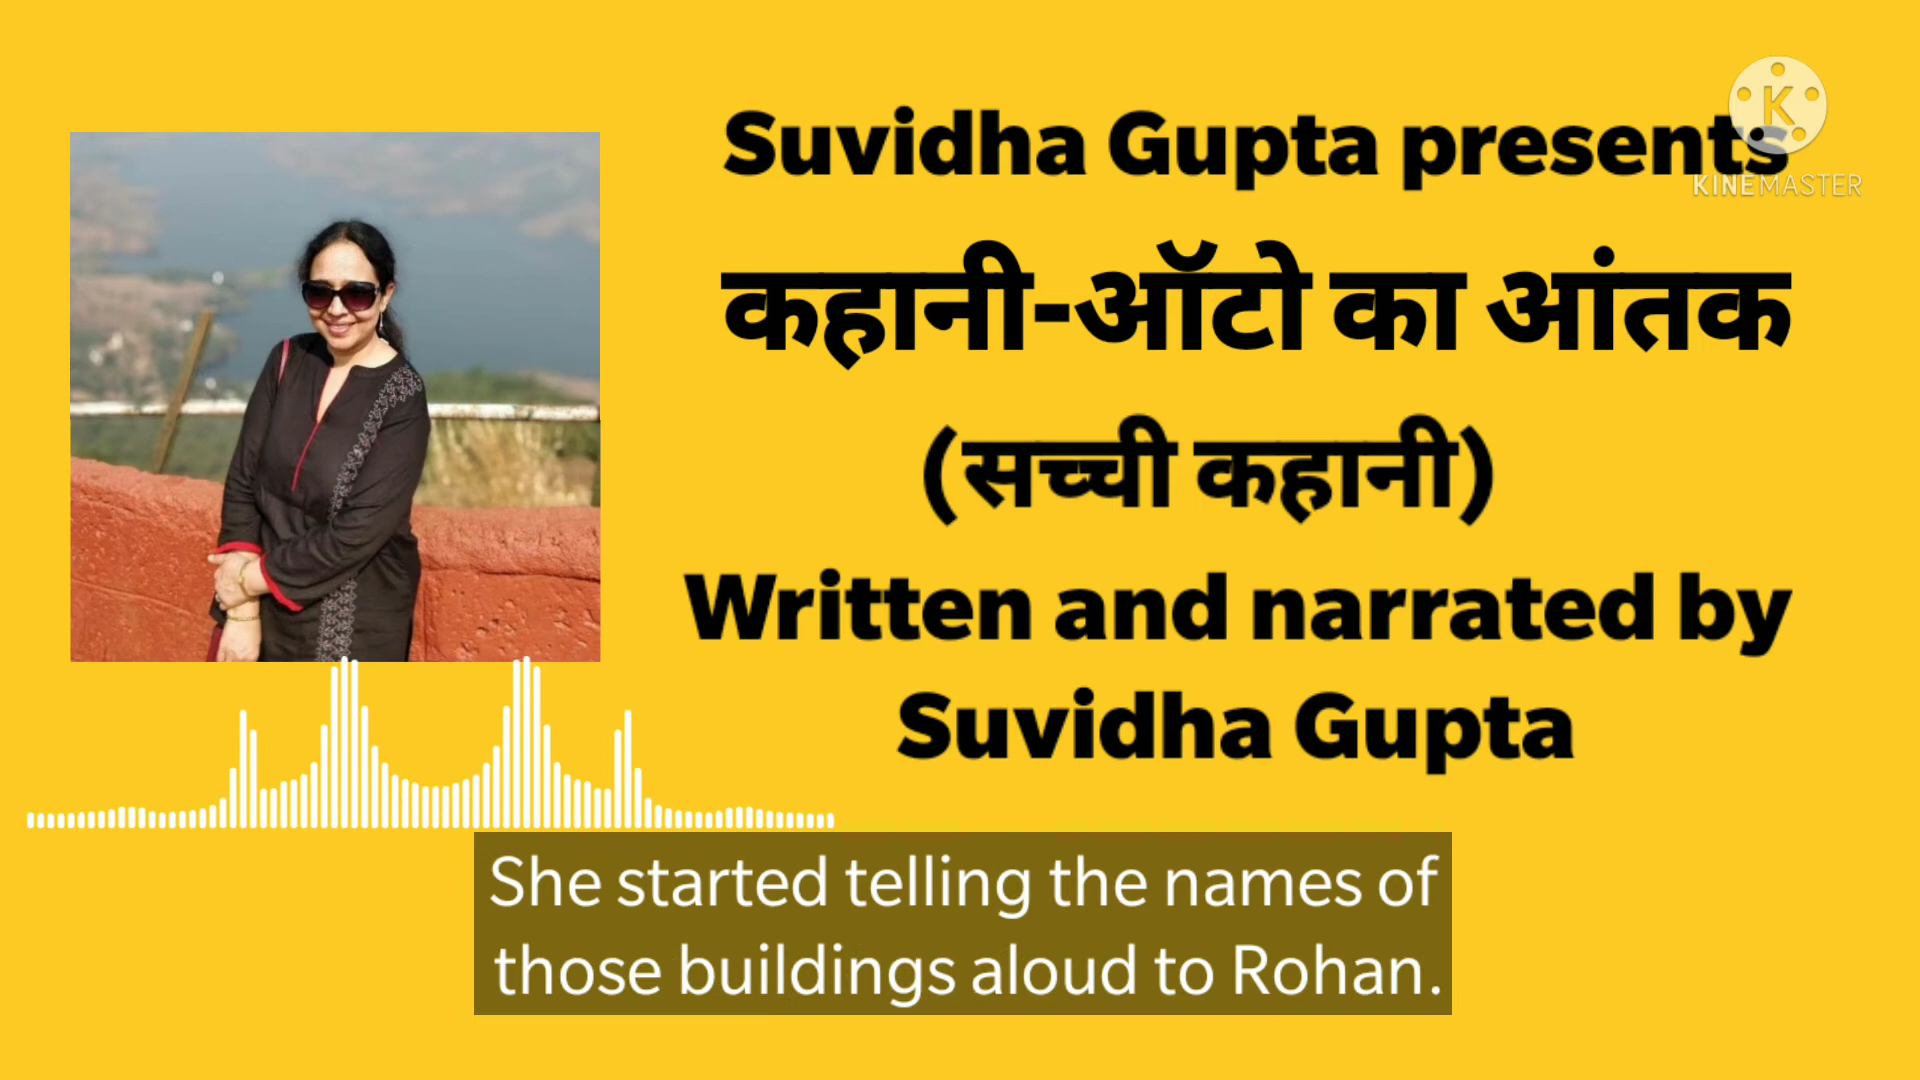 Suvidha Gupta presents
K
KINEMASTER
कहानी-ऑटो का आंतक
(सच्ची कहानी)
Written and narrated by
Suvidha Gupta
She started telling the names of
those buildings aloud to Rohan.